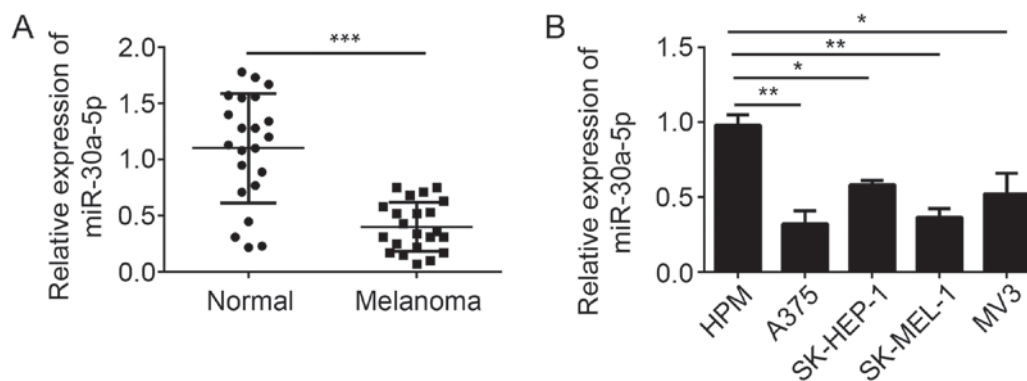 A
Relative expression of
miR-30a-5p
2.0
1.5
1.0
0.5
0.0
***
Normal
Melanoma
B
Relative expression of
miR-30a-5p
1.5
1.0
0.5
0.0
*
**
*
**
HPM
A375
SK-HEP-1
SK-MEL-1
MV3